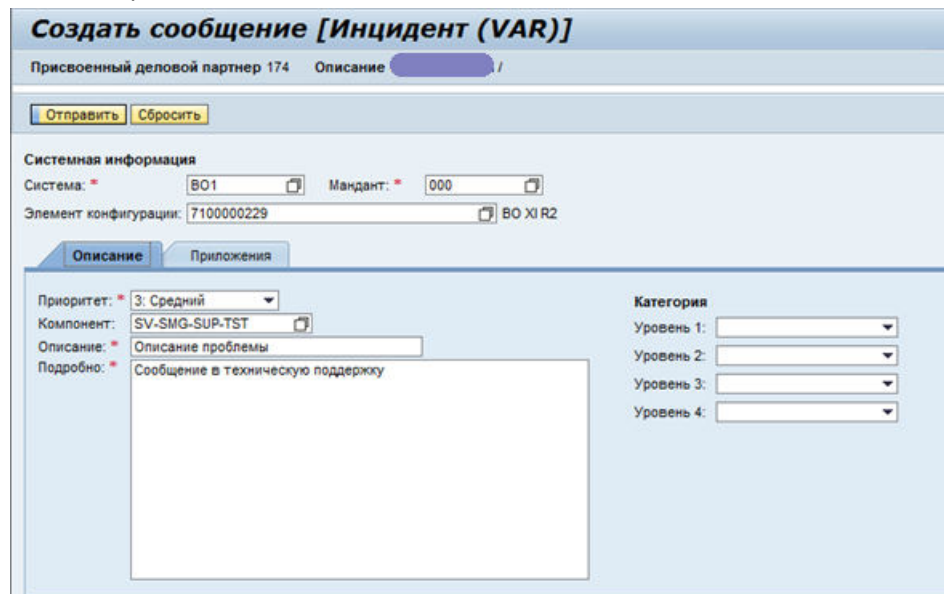 Создать сообщение [Инцидент (VAR)]
Присвоенный деловой партнер 174 Описание /
Отправить Сбросить
Системная информация
Система: * BO1 Мандант: * 000
Элемент конфигурации: 7100000229 BO XI R2
Описание Приложения
Приоритет: * 3: Средний Категория
Компонент: SV-SMG-SUP-TST Уровень 1:
Описание: * Описание проблемы Уровень 2:
Подробно: * Сообщение в техническую поддержку
Уровень 3:
Уровень 4: